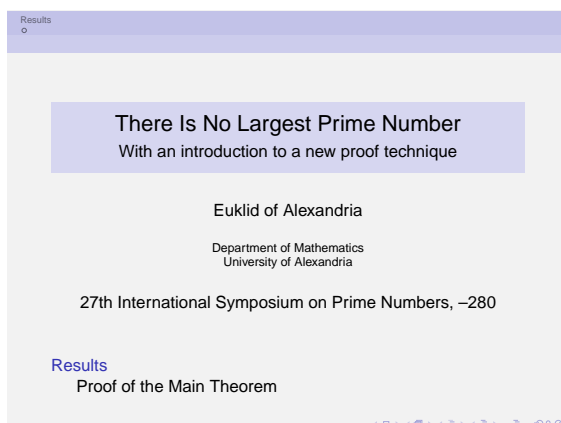 Results
There Is No Largest Prime Number
With an introduction to a new proof technique
Euklid of Alexandria
Department of Mathematics
University of Alexandria
27th International Symposium on Prime Numbers, –280
Results
Proof of the Main Theorem